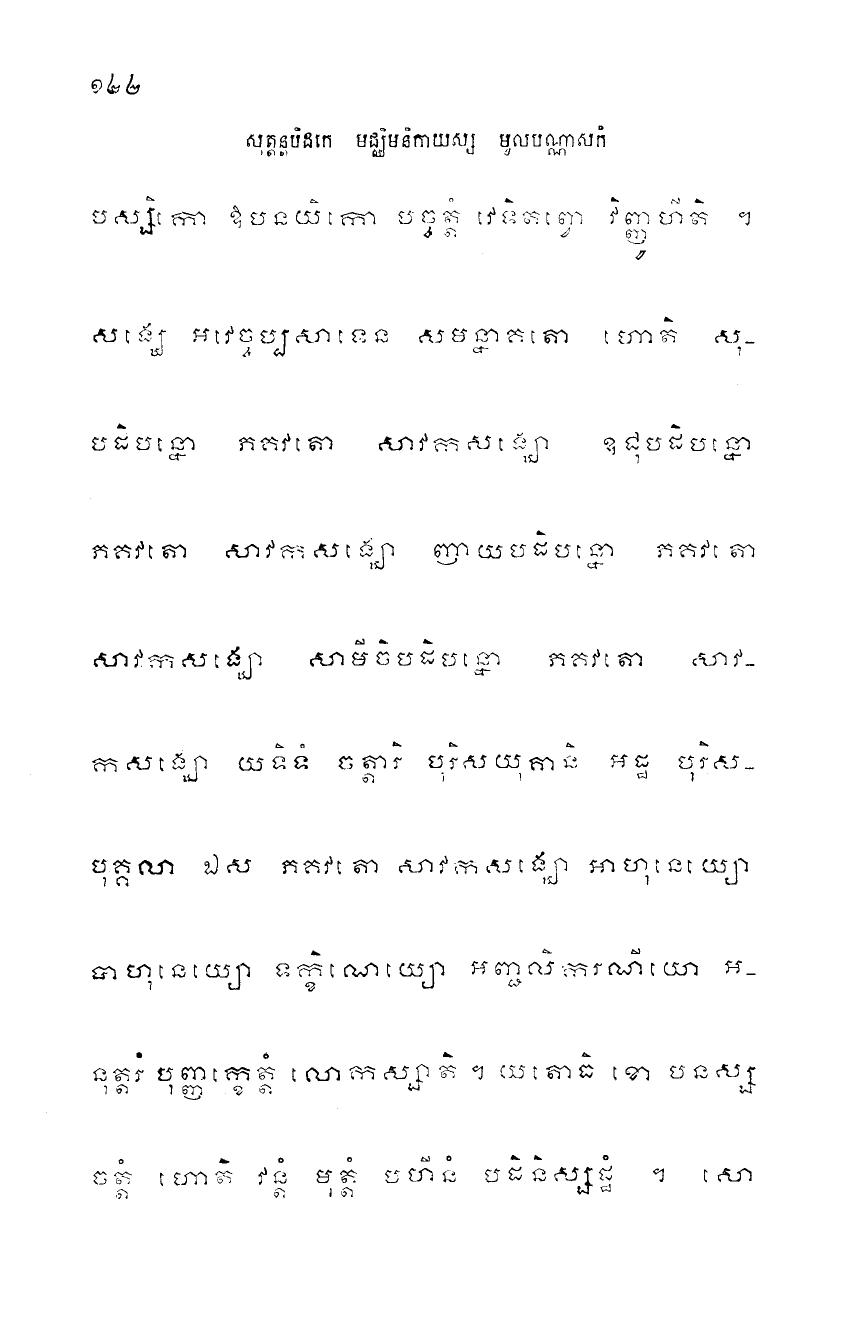 ១៤២
សុត្តន្តបិដកេ មជ្ឈិមនិកាយស្ស មូលបណ្ណាសកំ
បស្សិកោ ឱបនយិកោ បច្ចត្តំ វេទិតព្វោ វិញ្ញូហីតិ ។
សង្ឃេ អវេច្ចប្បសាទេន សមន្នាគតោ ហោតិ សុ-
បដិបន្នោ ភគវតោ សាវកសង្ឃោ ឧជុបដិបន្នោ
ភគវតោ សាវកសង្ឃោ ញាយបដិបន្នោ ភគវតោ
សាវកសង្ឃោ សាមីចិបដិបន្នោ ភគវតោ សាវ-
កសង្ឃោ យទិទំ ចត្តារិ បុរិសយុគានិ អដ្ឋ បុរិស-
បុគ្គលា ឯស ភគវតោ សាវកសង្ឃោ អាហុនេយ្យោ
បាហុនេយ្យោ ទក្ខិណេយ្យោ អញ្ជលិករណីយោ អ-
នុត្តរំ បុញ្ញក្ខេត្តំ លោកស្សាតិ ។ យតោធិ ខោ បនស្ស
ចត្តំ ហោតិ វន្តំ មុត្តំ បហីនំ បដិនិស្សដ្ឋំ ។ សោ